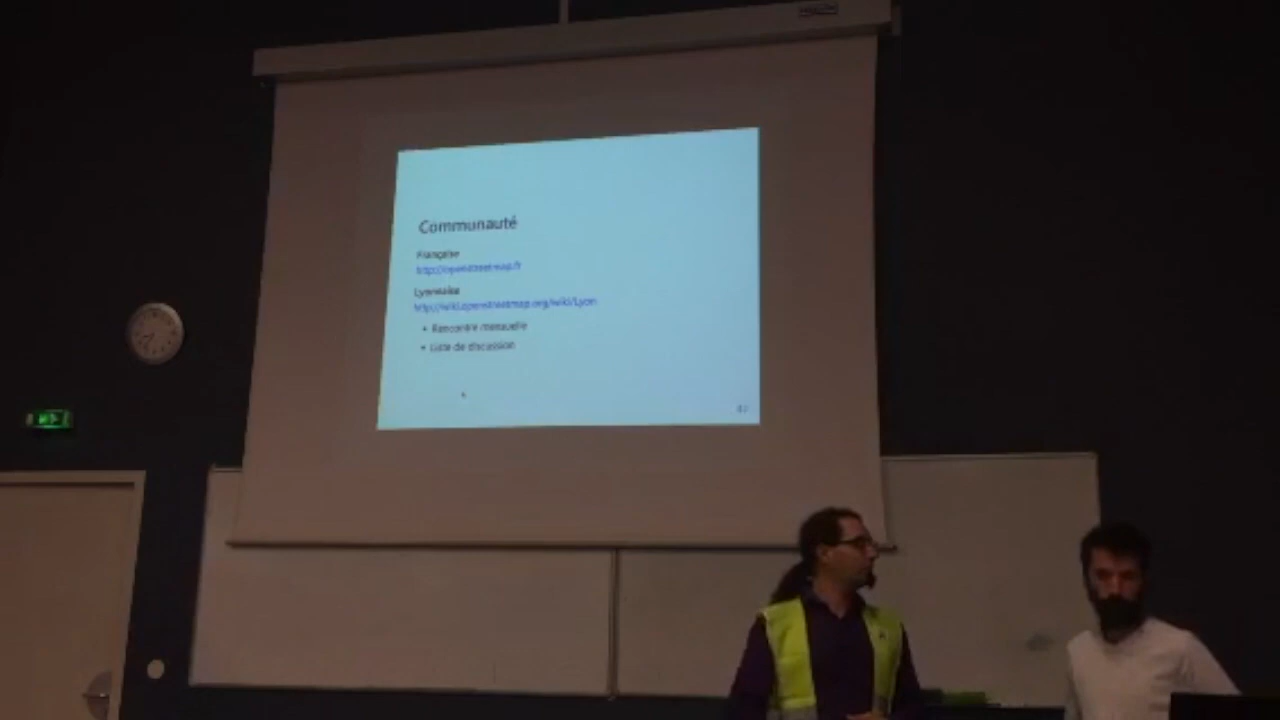 Communauté
Française
http://openstreetmap.fr
Lyonnaise
http://wiki.openstreetmap.org/wiki/Lyon
• Rencontre mensuelle
• Liste de discussion